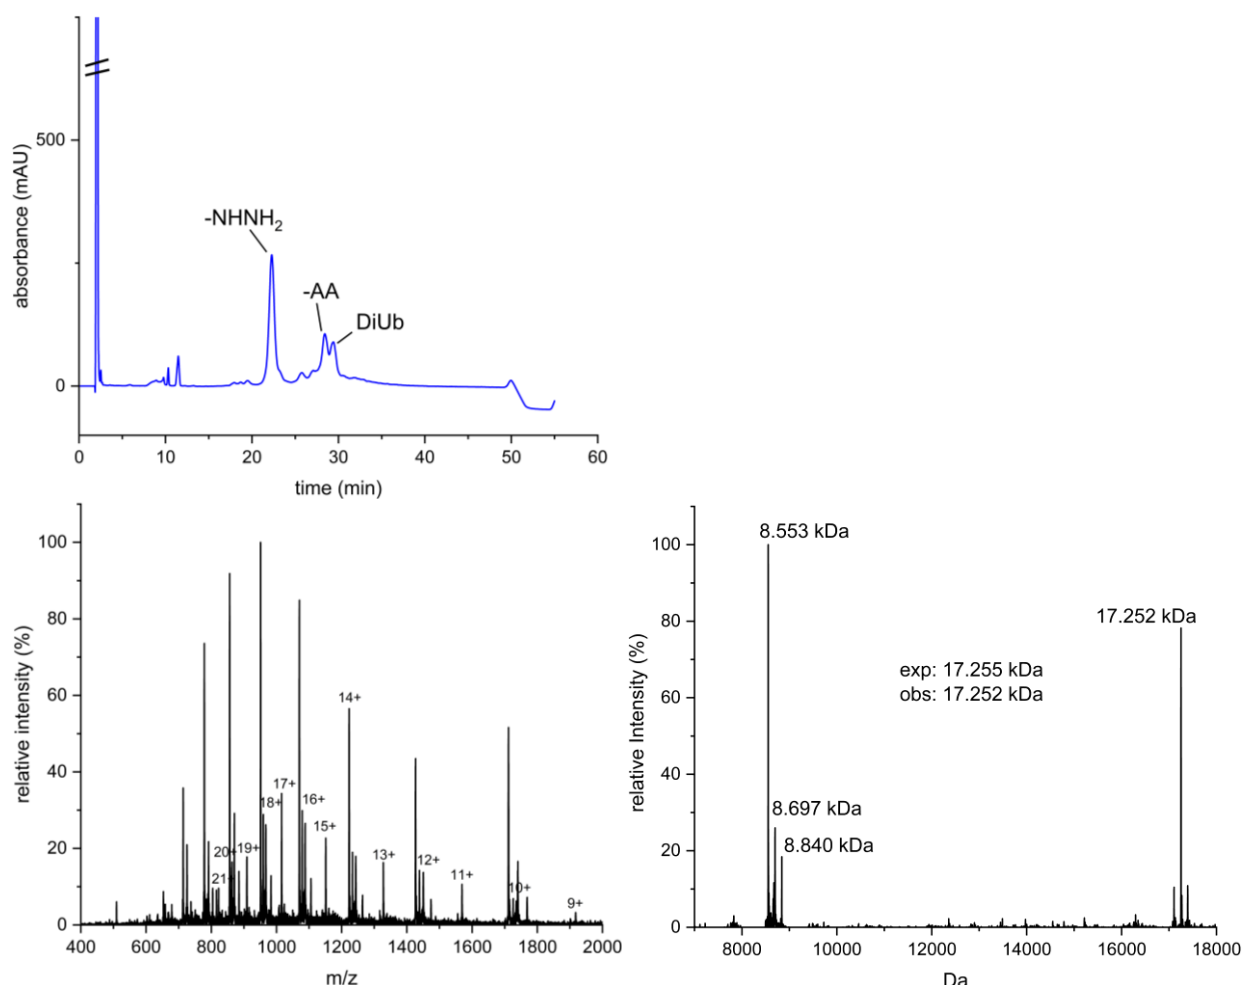 absorbance (mAU)
500
0
-NHNH2
-AA
DiUb
0 10 20 30 40 50 60
time (min)
relative intensity (%)
100
80
60
40
20
0
21+ 20+ 19+ 18+ 17+ 16+ 15+ 14+ 13+ 12+ 11+ 10+ 9+
400 600 800 1000 1200 1400 1600 1800 2000
m/z
relative Intensity (%)
100
80
60
40
20
0
8.553 kDa
17.252 kDa
exp: 17.255 kDa
obs: 17.252 kDa
8.697 kDa
8.840 kDa
8000 10000 12000 14000 16000 18000
Da